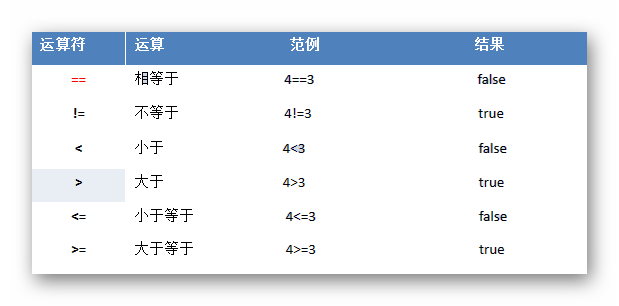 运算符 运算 范例 结果
== 相等于 4==3 false
!= 不等于 4!=3 true
< 小于 4<3 false
> 大于 4>3 true
<= 小于等于 4<=3 false
>= 大于等于 4>=3 true